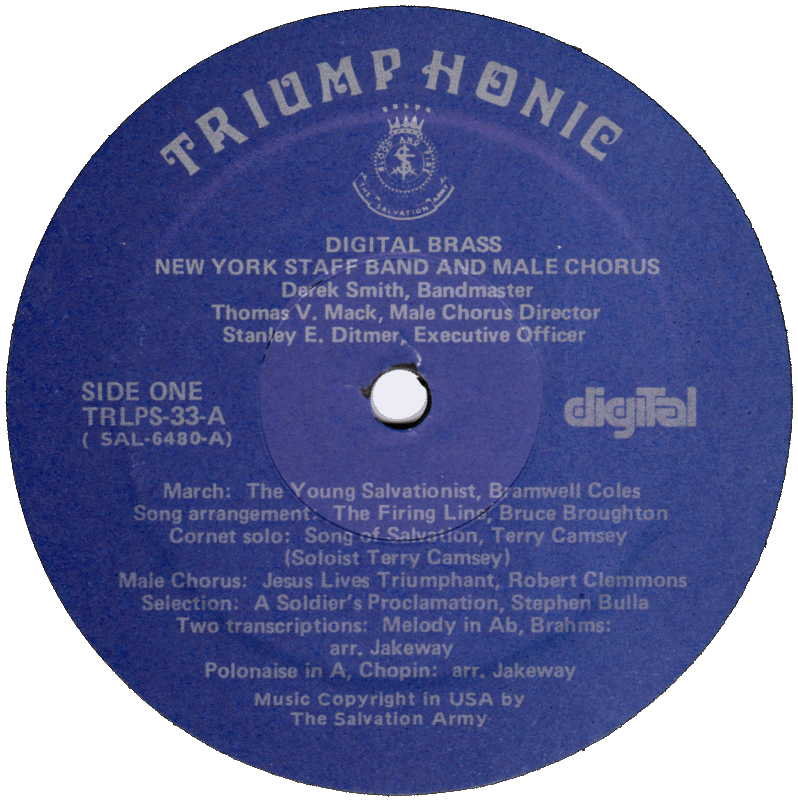 TRIUMPHONIC
BLOOD AND FIRE
THE SALVATION ARMY
DIGITAL BRASS
NEW YORK STAFF BAND AND MALE CHORUS
Derek Smith, Bandmaster
Thomas V. Mack, Male Chorus Director
Stanley E. Ditmer, Executive Officer
SIDE ONE
TRLPS-33-A
( SAL-6480-A)
digital
March: The Young Salvationist, Bramwell Coles
Song arrangement: The Firing Line, Bruce Broughton
Cornet solo: Song of Salvation, Terry Camsey
(Soloist Terry Camsey)
Male Chorus: Jesus Lives Triumphant, Robert Clemmons
Selection: A Soldier's Proclamation, Stephen Bulla
Two transcriptions: Melody in Ab, Brahms:
arr. Jakeway
Polonaise in A, Chopin: arr. Jakeway
Music Copyright in USA by
The Salvation Army